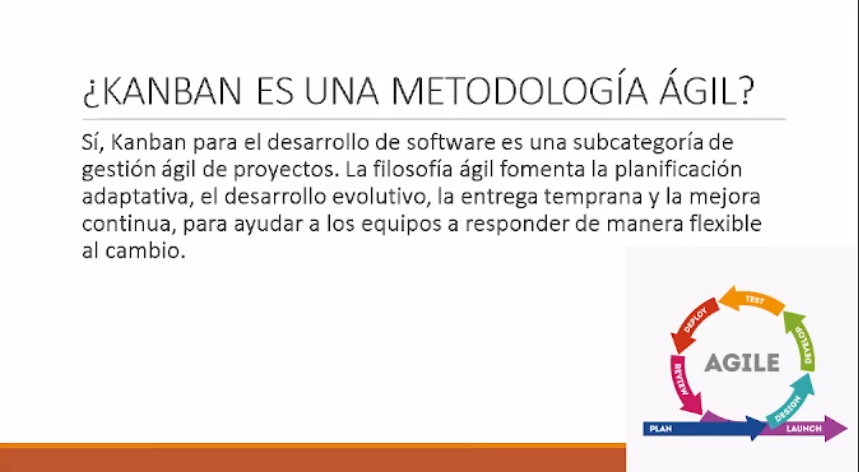 ¿KANBAN ES UNA METODOLOGÍA ÁGIL?
Sí, Kanban para el desarrollo de software es una subcategoría de
gestión ágil de proyectos. La filosofía ágil fomenta la planificación
adaptativa, el desarrollo evolutivo, la entrega temprana y la mejora
continua, para ayudar a los equipos a responder de manera flexible
al cambio.
TEST
DEPLOY
DEVELOP
AGILE
REVIEW
DESIGN
PLAN
LAUNCH